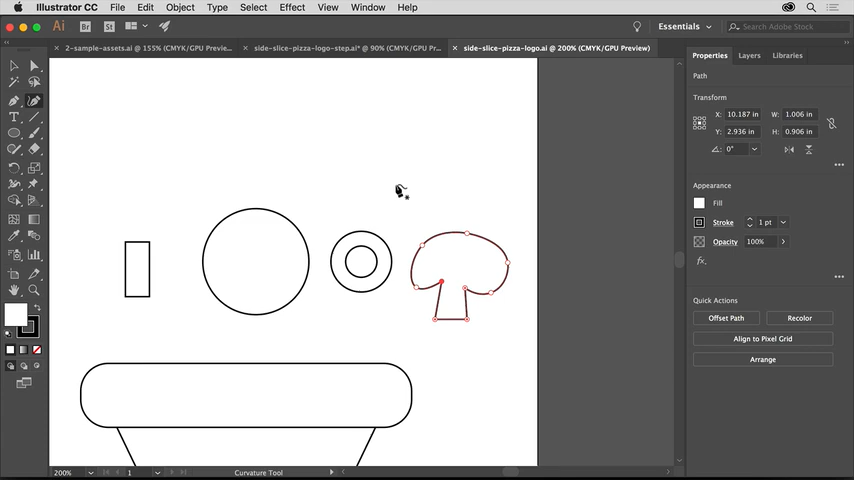 Illustrator CC File Edit Object Type Select Effect View Window Help
Ai Br St Essentials Search Adobe Stock
2-sample-assets.ai @ 155% (CMYK/GPU Preview... side-slice-pizza-logo-step.ai* @ 90% (CMYK/GPU Pr... side-slice-pizza-logo.ai @ 200% (CMYK/GPU Preview)
Properties Layers Libraries
Path
Transform
X: 10.187 in W: 1.006 in
Y: 2.936 in H: 0.906 in
0°
Appearance
Fill
Stroke 1 pt
Opacity 100%
fx.
Quick Actions
Offset Path Recolor
Align to Pixel Grid
Arrange
200% 1 Curvature Tool